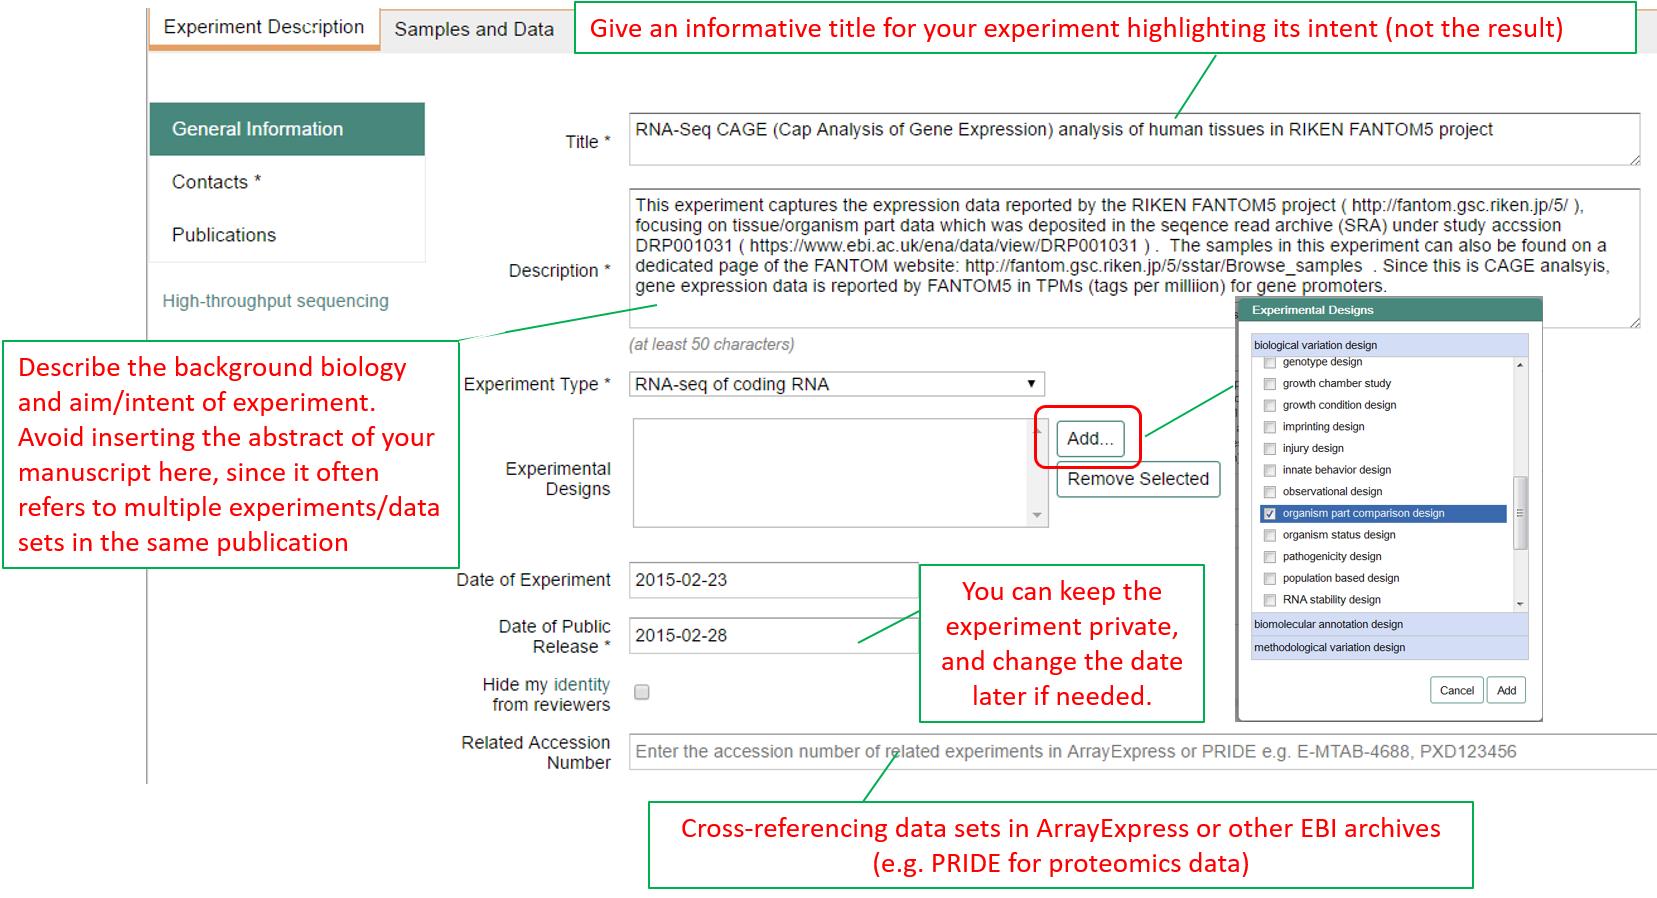 Experiment Description
Samples and Data
Give an informative title for your experiment highlighting its intent (not the result)
General Information
Contacts *
Publications
High-throughput sequencing
Title *
RNA-Seq CAGE (Cap Analysis of Gene Expression) analysis of human tissues in RIKEN FANTOM5 project
Description *
This experiment captures the expression data reported by the RIKEN FANTOM5 project ( http://fantom.gsc.riken.jp/5/ ),
focusing on tissue/organism part data which was deposited in the seqence read archive (SRA) under study accssion
DRP001031 ( https://www.ebi.ac.uk/ena/data/view/DRP001031 ) .  The samples in this experiment can also be found on a
dedicated page of the FANTOM website: http://fantom.gsc.riken.jp/5/sstar/Browse_samples  . Since this is CAGE analsyis,
gene expression data is reported by FANTOM5 in TPMs (tags per milliion) for gene promoters.
(at least 50 characters)
Describe the background biology
and aim/intent of experiment.
Avoid inserting the abstract of your
manuscript here, since it often
refers to multiple experiments/data
sets in the same publication
Experiment Type *
RNA-seq of coding RNA
Experimental
Designs
Add...
Remove Selected
Experimental Designs
biological variation design
genotype design
growth chamber study
growth condition design
imprinting design
injury design
innate behavior design
observational design
organism part comparison design
organism status design
pathogenicity design
population based design
RNA stability design
biomolecular annotation design
methodological variation design
Cancel
Add
Date of Experiment
2015-02-23
Date of Public
Release *
2015-02-28
You can keep the
experiment private,
and change the date
later if needed.
Hide my identity
from reviewers
Related Accession
Number
Enter the accession number of related experiments in ArrayExpress or PRIDE e.g. E-MTAB-4688, PXD123456
Cross-referencing data sets in ArrayExpress or other EBI archives
(e.g. PRIDE for proteomics data)